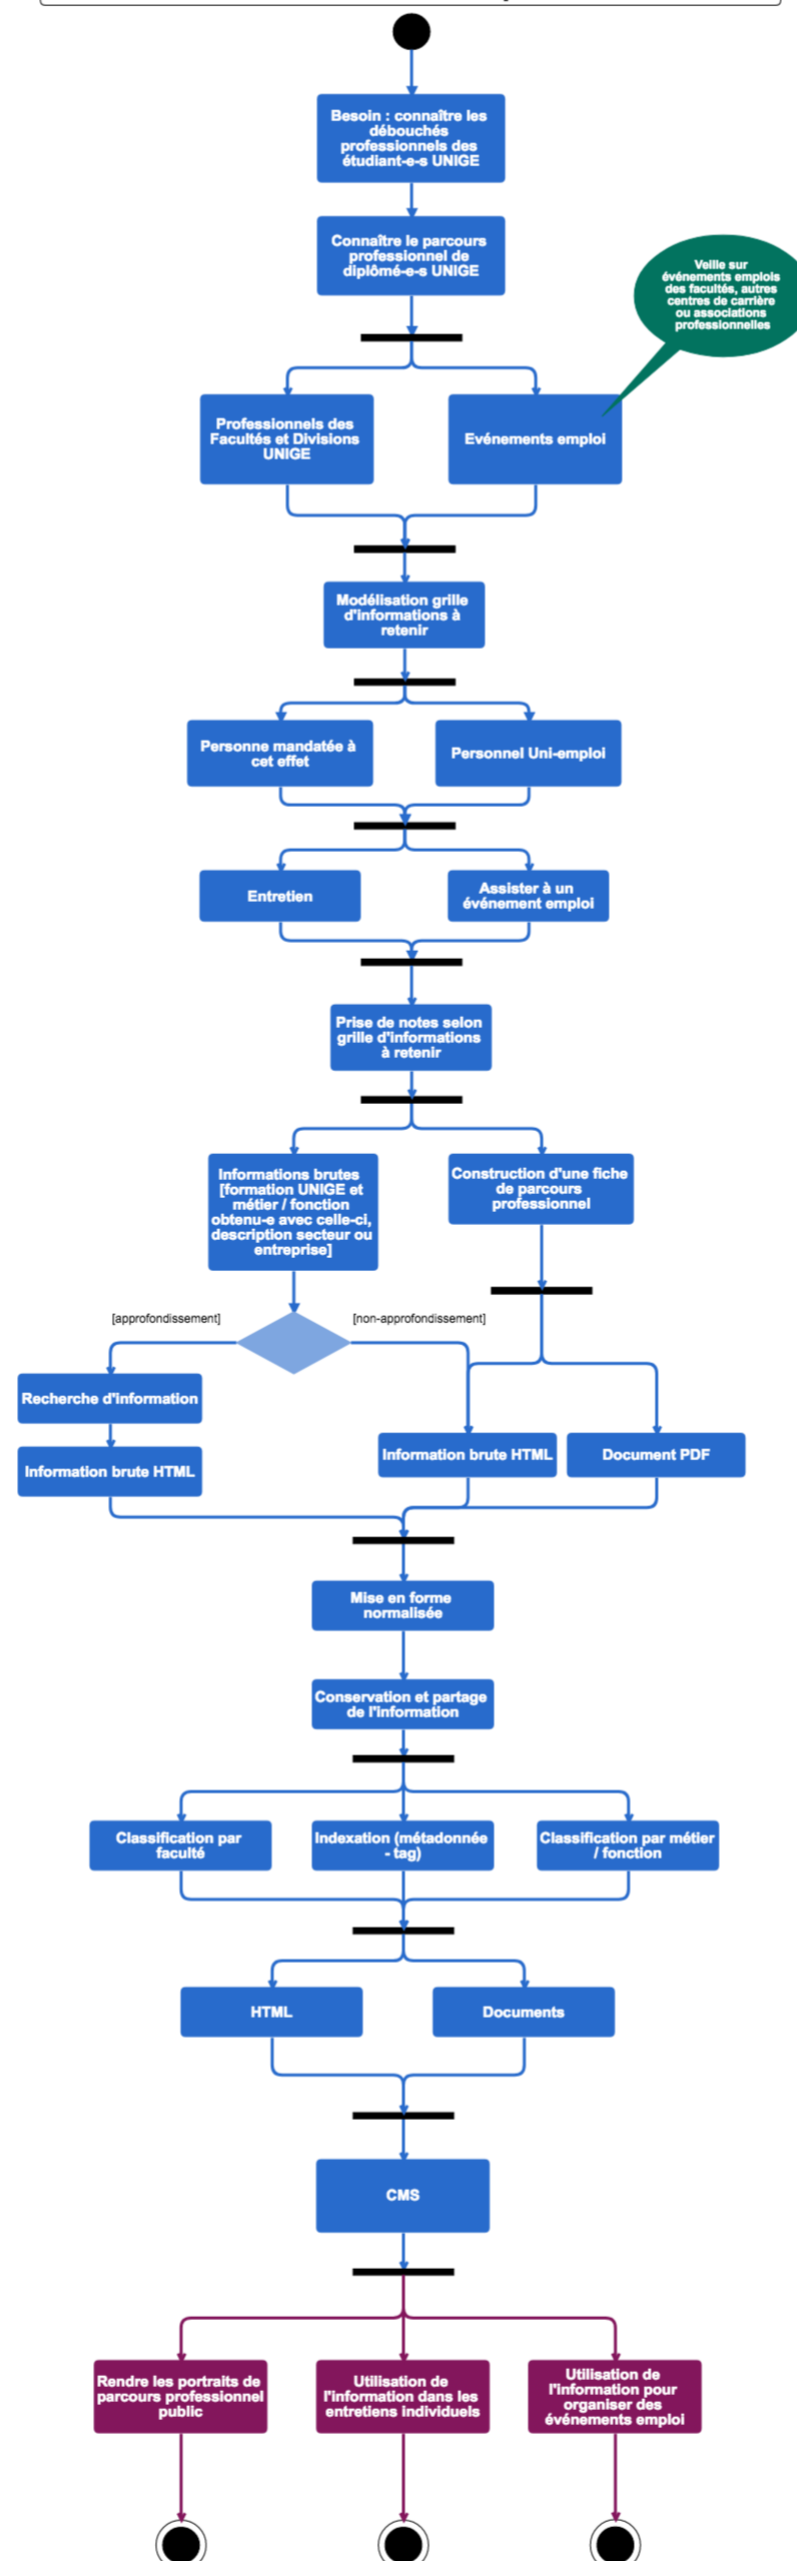 Besoin : connaître les
débouchés
professionnels des
étudiant-e-s UNIGE
Connaître le parcours
professionnel de
diplômé-e-s UNIGE
Veille sur
événements emplois
des facultés, autres
centres de carrière
ou associations
professionnelles
Professionnels des
Facultés et Divisions
UNIGE
Evénements emploi
Modélisation grille
d'informations à
retenir
Personne mandatée à
cet effet
Personnel Uni-emploi
Entretien
Assister à un
événement emploi
Prise de notes selon
grille d'informations
à retenir
Informations brutes
[formation UNIGE et
métier / fonction
obtenu-e avec celle-ci,
description secteur ou
entreprise]
Construction d'une fiche
de parcours
professionnel
[approfondissement]
[non-approfondissement]
Recherche d'information
Information brute HTML
Information brute HTML
Document PDF
Mise en forme
normalisée
Conservation et partage
de l'information
Classification par
faculté
Indexation (métadonnée
- tag)
Classification par métier
/ fonction
HTML
Documents
CMS
Rendre les portraits de
parcours professionnel
public
Utilisation de
l'information dans les
entretiens individuels
Utilisation de
l'information pour
organiser des
événements emploi